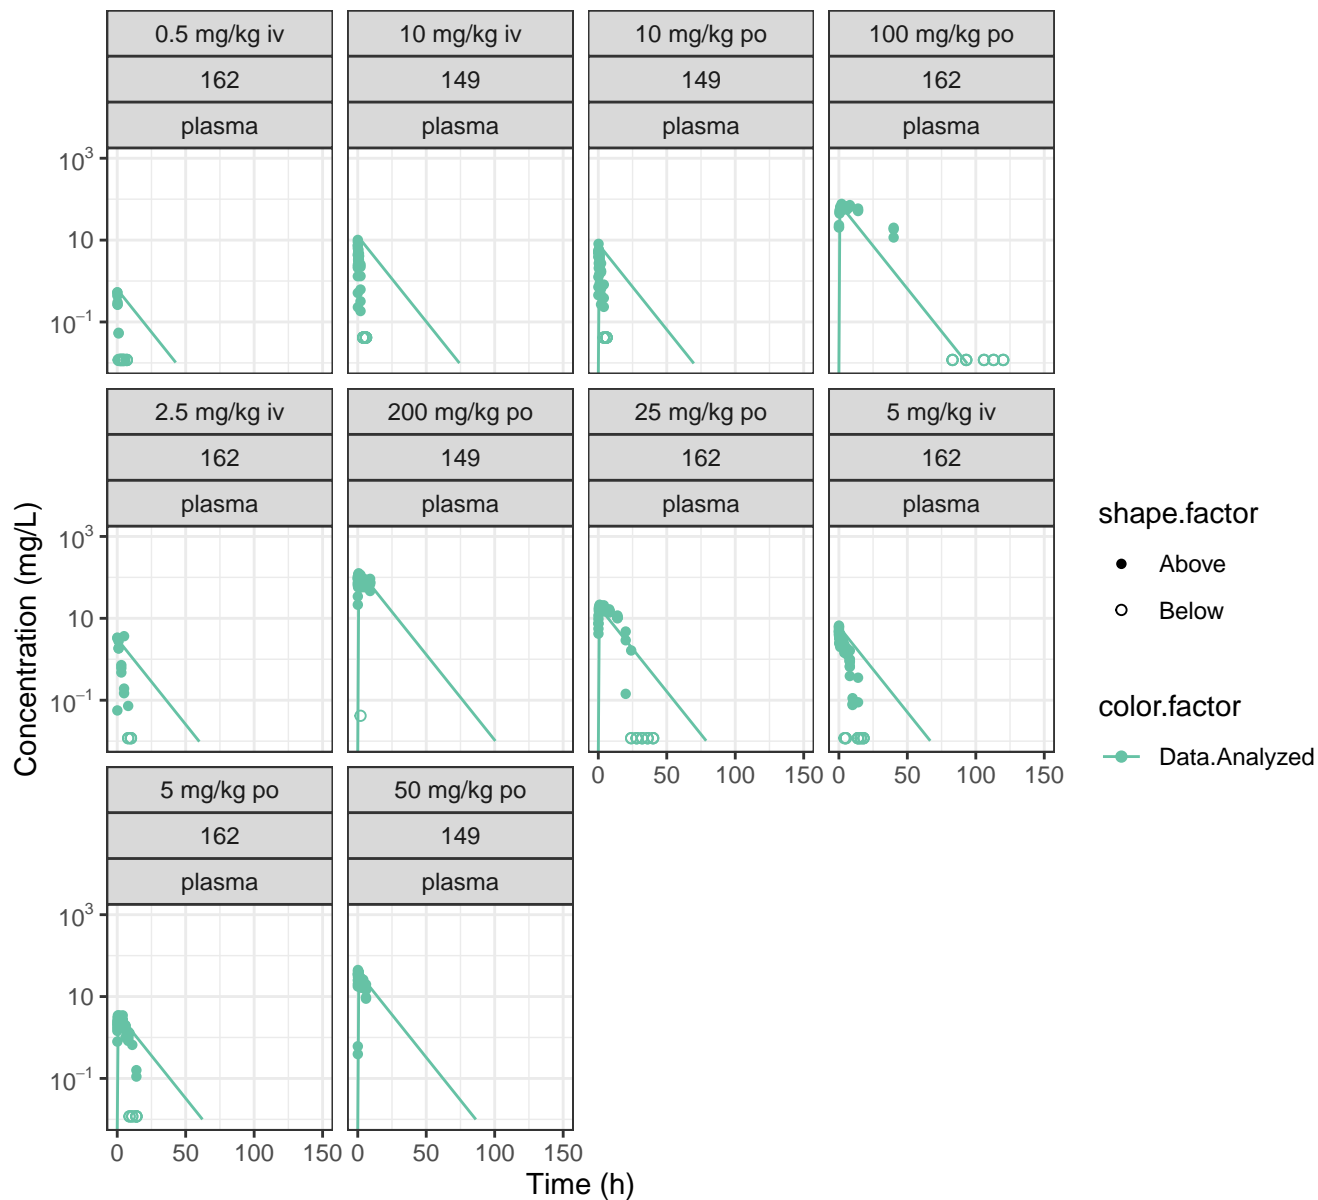 0.5 mg/kg iv 10 mg/kg iv 10 mg/kg po 100 mg/kg po
162 149 149 162
plasma plasma plasma plasma
10³
10
10⁻¹
2.5 mg/kg iv 200 mg/kg po 25 mg/kg po 5 mg/kg iv
162 149 162 162
plasma plasma plasma plasma
10³
10
10⁻¹
0 50 100 150 0 50 100 150
5 mg/kg po 50 mg/kg po
162 149
plasma plasma
10³
10
10⁻¹
0 50 100 150 0 50 100 150
Time (h)
Concentration (mg/L)
shape.factor
Above
Below
color.factor
Data.Analyzed